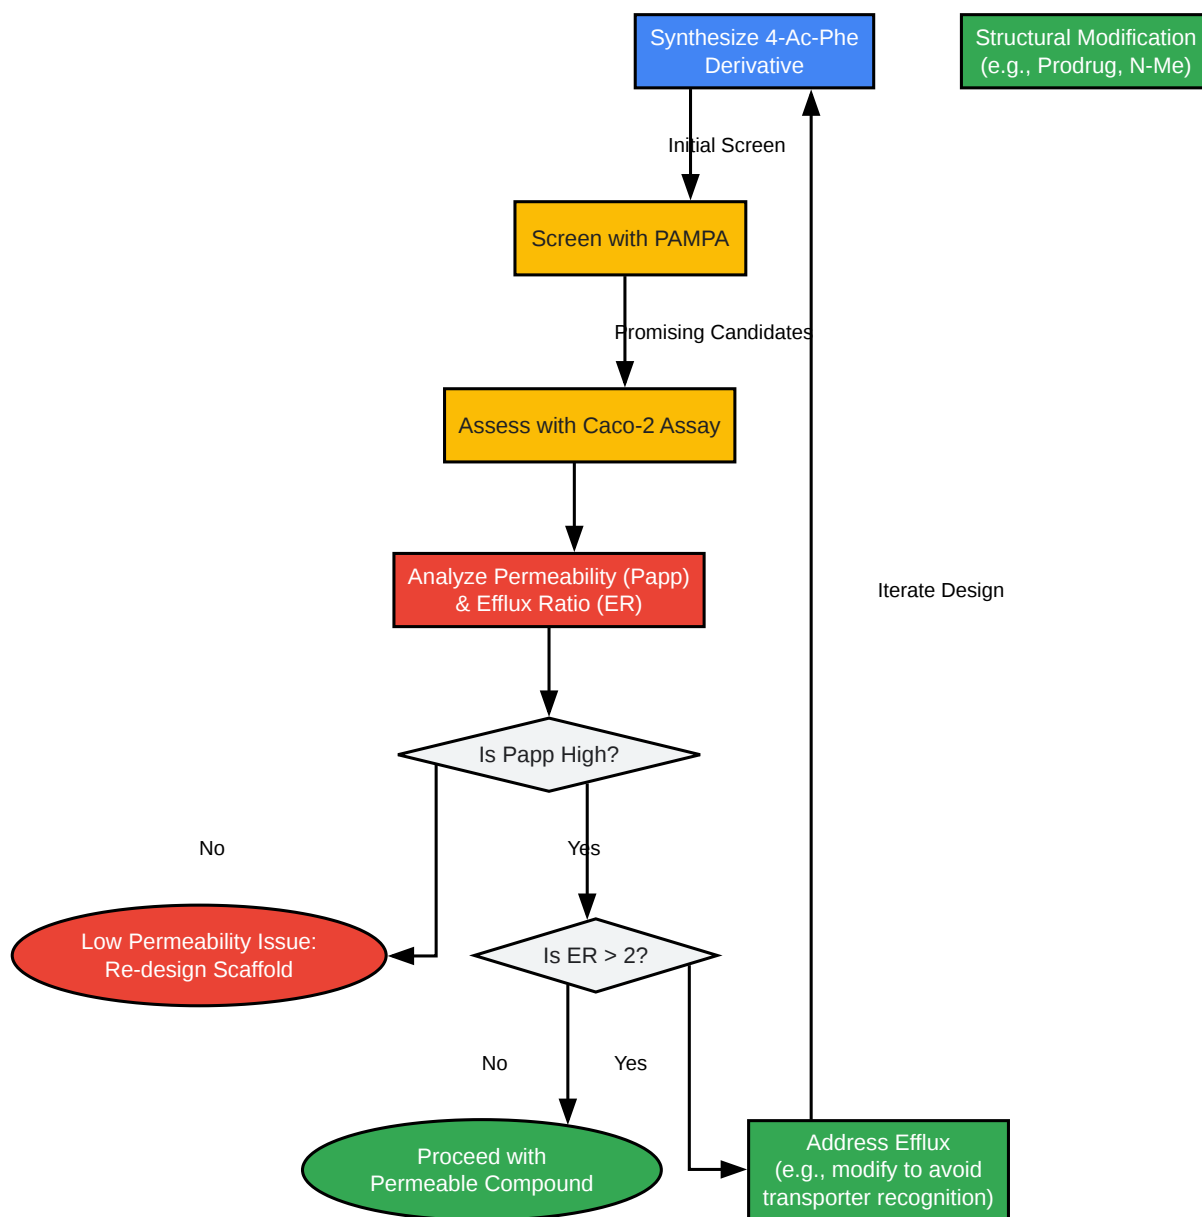 Synthesize 4-Ac-Phe
Derivative
Structural Modification
(e.g., Prodrug, N-Me)
Initial Screen
Screen with PAMPA
Promising Candidates
Assess with Caco-2 Assay
Analyze Permeability (Papp)
& Efflux Ratio (ER)
Iterate Design
Is Papp High?
No
Yes
Low Permeability Issue:
Re-design Scaffold
Is ER > 2?
No
Yes
Proceed with
Permeable Compound
Address Efflux
(e.g., modify to avoid
transporter recognition)